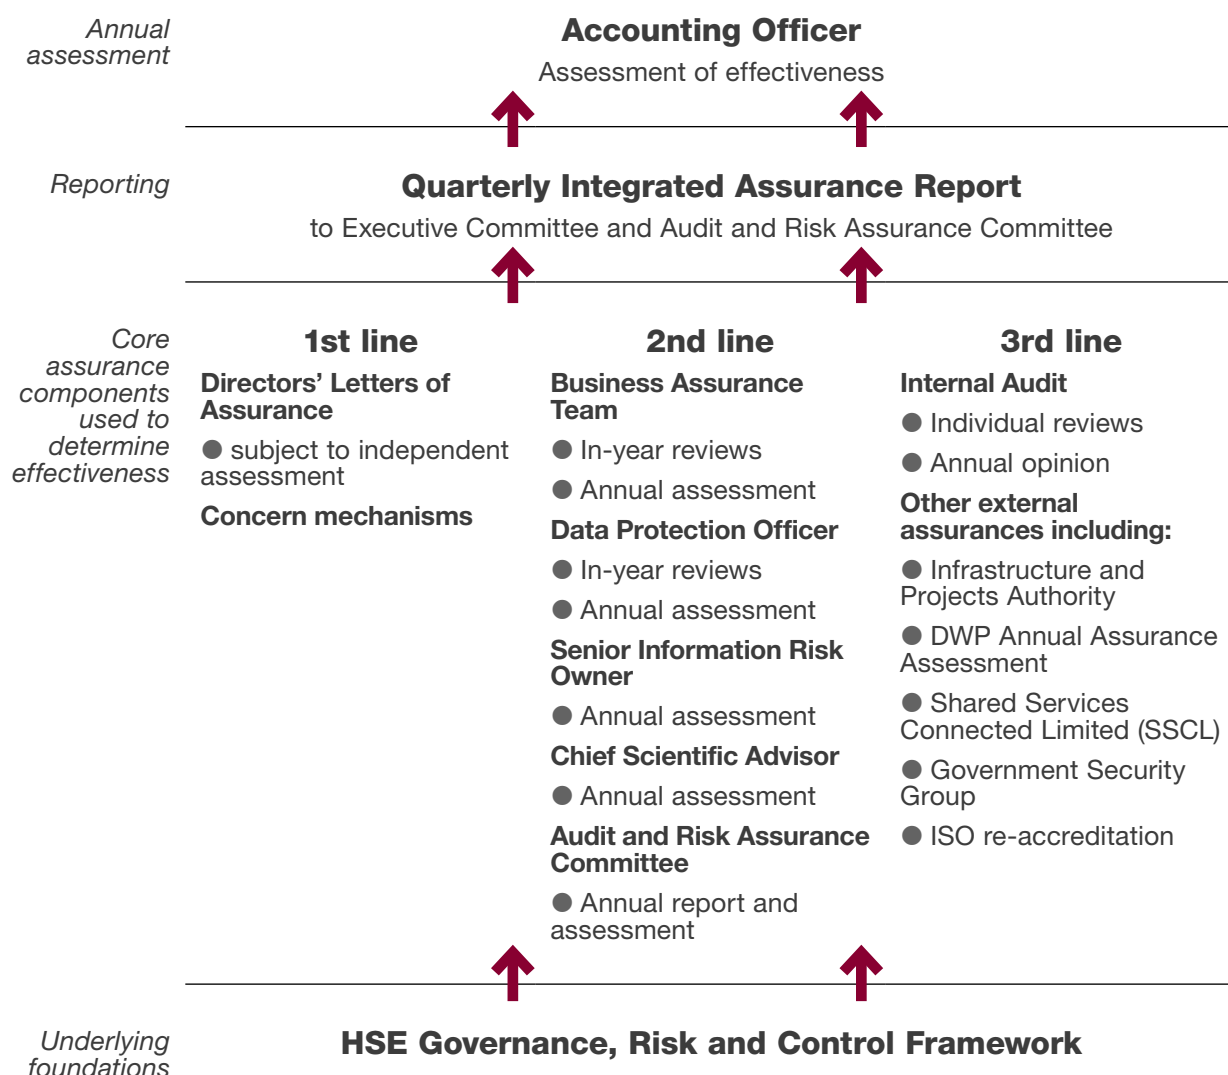 Annual
assessment
Accounting Officer
Assessment of effectiveness
Reporting
Quarterly Integrated Assurance Report
to Executive Committee and Audit and Risk Assurance Committee
Core
assurance
components
used to
determine
effectiveness
1st line
Directors’ Letters of
Assurance
● subject to independent
assessment
Concern mechanisms
2nd line
Business Assurance
Team
● In-year reviews
● Annual assessment
Data Protection Officer
● In-year reviews
● Annual assessment
Senior Information Risk
Owner
● Annual assessment
Chief Scientific Advisor
● Annual assessment
Audit and Risk Assurance
Committee
● Annual report and
assessment
3rd line
Internal Audit
● Individual reviews
● Annual opinion
Other external
assurances including:
● Infrastructure and
Projects Authority
● DWP Annual Assurance
Assessment
● Shared Services
Connected Limited (SSCL)
● Government Security
Group
● ISO re-accreditation
Underlying
foundations
HSE Governance, Risk and Control Framework